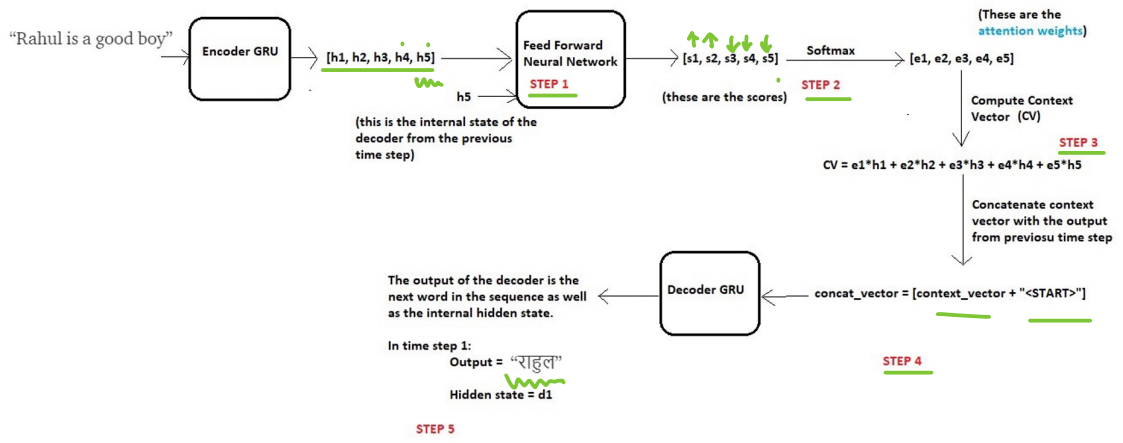 “Rahul is a good boy”
Encoder GRU
[h1, h2, h3, h4, h5]
h5
(this is the internal state of the
decoder from the previous
time step)
Feed Forward
Neural Network
STEP 1
[s1, s2, s3, s4, s5]
(these are the scores)
Softmax
STEP 2
(These are the
attention weights)
[e1, e2, e3, e4, e5]
Compute Context
Vector (CV)
STEP 3
CV = e1*h1 + e2*h2 + e3*h3 + e4*h4 + e5*h5
Concatenate context
vector with the output
from previosu time step
concat_vector = [context_vector + "<START>"]
STEP 4
Decoder GRU
The output of the decoder is the
next word in the sequence as well
as the internal hidden state.
In time step 1:
Output = “राहुल”
Hidden state = d1
STEP 5